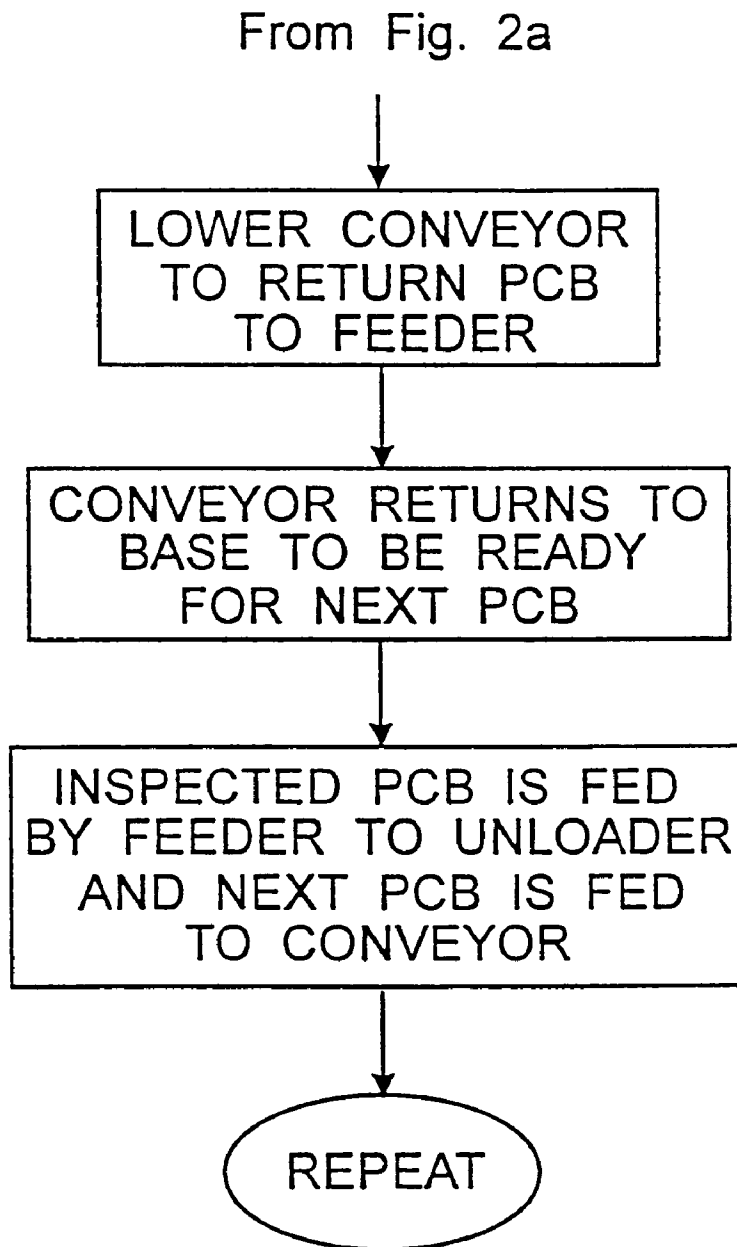 From Fig. 2a
LOWER CONVEYOR
TO RETURN PCB
TO FEEDER
CONVEYOR RETURNS TO
BASE TO BE READY
FOR NEXT PCB
INSPECTED PCB IS FED
BY FEEDER TO UNLOADER
AND NEXT PCB IS FED
TO CONVEYOR
REPEAT